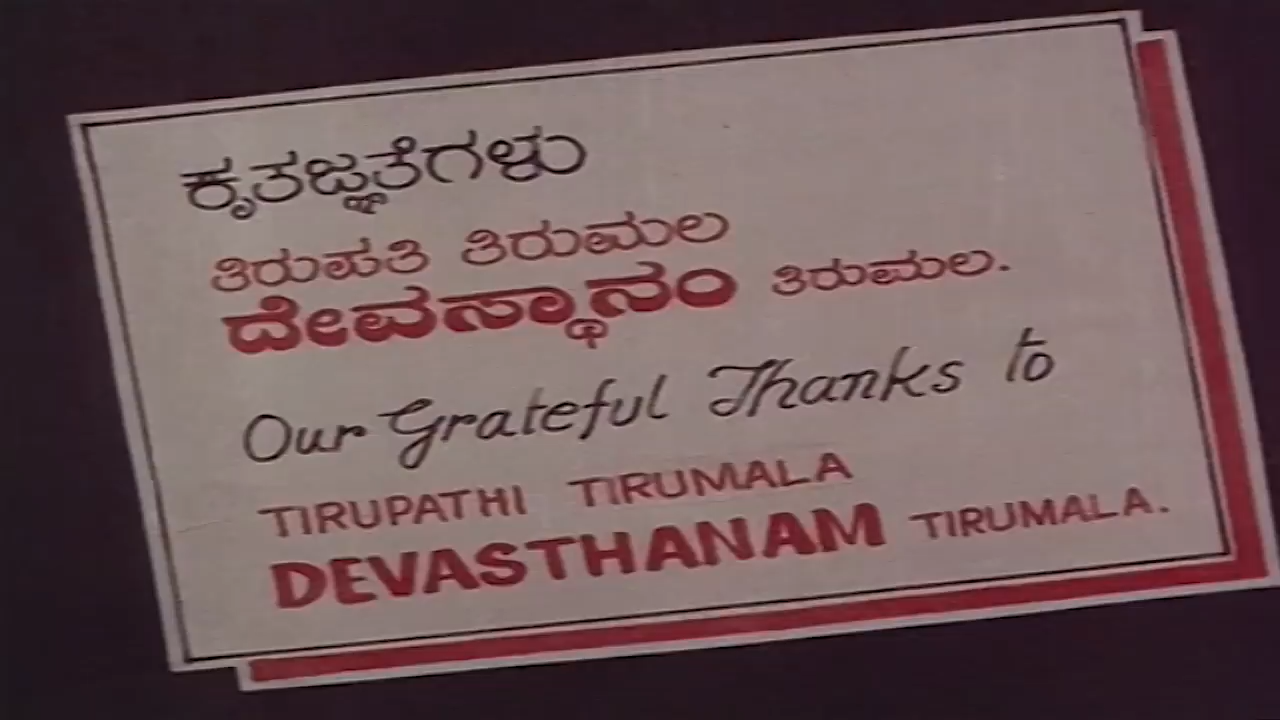 ಕೃತಜ್ಞತೆಗಳು
ತಿರುಪತಿ ತಿರುಮಲ
ದೇವಸ್ಥಾನಂ ತಿರುಮಲ.
Our Grateful Thanks to
TIRUPATHI TIRUMALA
DEVASTHANAM TIRUMALA.